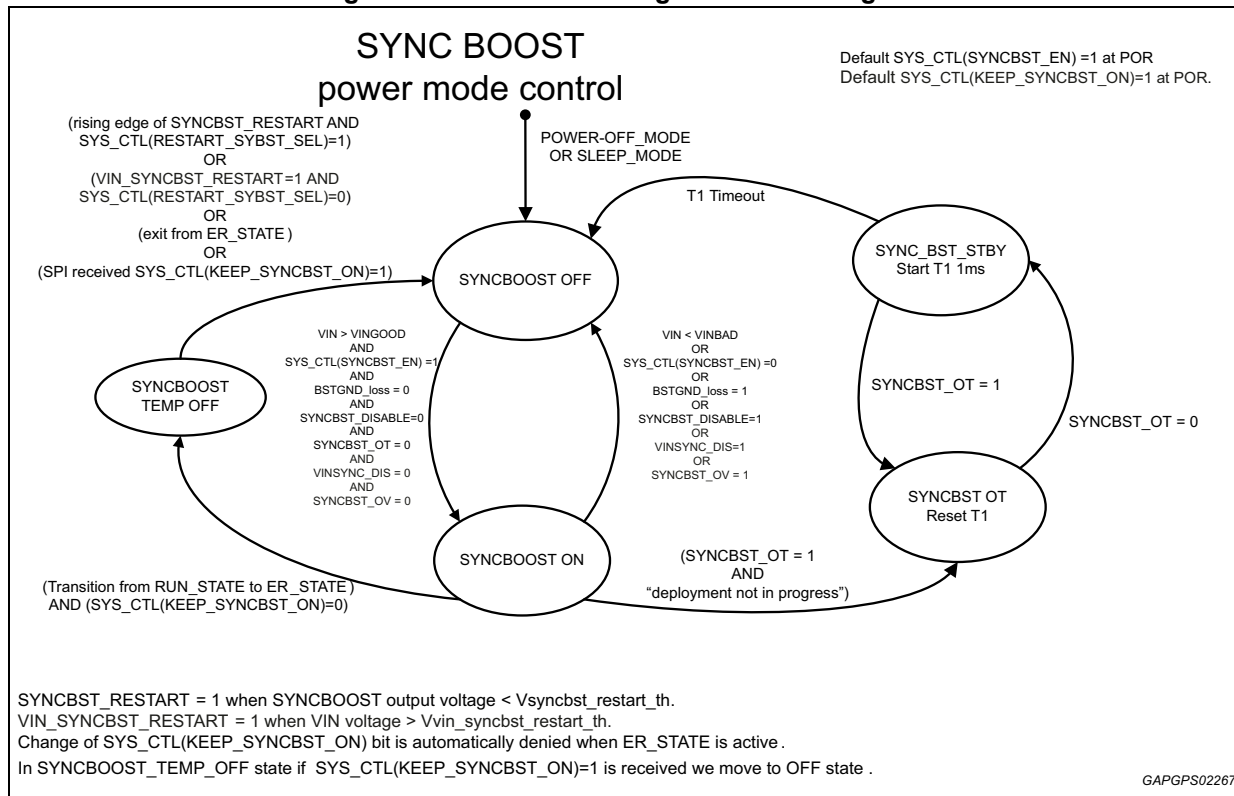 SYNC BOOST
power mode control
Default SYS_CTL(SYNCBST_EN) =1 at POR
Default SYS_CTL(KEEP_SYNCBST_ON)=1 at POR.
(rising edge of SYNCBST_RESTART AND
SYS_CTL(RESTART_SYBST_SEL)=1)
OR
(VIN_SYNCBST_RESTART=1 AND
SYS_CTL(RESTART_SYBST_SEL)=0)
OR
(exit from ER_STATE)
OR
(SPI received SYS_CTL(KEEP_SYNCBST_ON)=1)
POWER-OFF_MODE
OR SLEEP_MODE
T1 Timeout
SYNC_BST_STBY
Start T1 1ms
SYNCBOOST OFF
VIN > VINGOOD
AND
SYS_CTL(SYNCBST_EN) =1
AND
BSTGND_loss = 0
AND
SYNCBST_DISABLE=0
AND
SYNCBST_OT = 0
AND
VINSYNC_DIS = 0
AND
SYNCBST_OV = 0
VIN < VINBAD
OR
SYS_CTL(SYNCBST_EN) =0
OR
BSTGND_loss = 1
OR
SYNCBST_DISABLE=1
OR
VINSYNC_DIS=1
OR
SYNCBST_OV = 1
SYNCBOOST
TEMP OFF
SYNCBST_OT = 1
SYNCBST_OT = 0
SYNCBST OT
Reset T1
SYNCBOOST ON
(SYNCBST_OT = 1
AND
“deployment not in progress”)
(Transition from RUN_STATE to ER_STATE)
AND (SYS_CTL(KEEP_SYNCBST_ON)=0)
SYNCBST_RESTART = 1 when SYNCBOOST output voltage < Vsyncbst_restart_th.
VIN_SYNCBST_RESTART = 1 when VIN voltage > Vvin_syncbst_restart_th.
Change of SYS_CTL(KEEP_SYNCBST_ON) bit is automatically denied when ER_STATE is active.
In SYNCBOOST_TEMP_OFF state if SYS_CTL(KEEP_SYNCBST_ON)=1 is received we move to OFF state.
GAPGPS02267